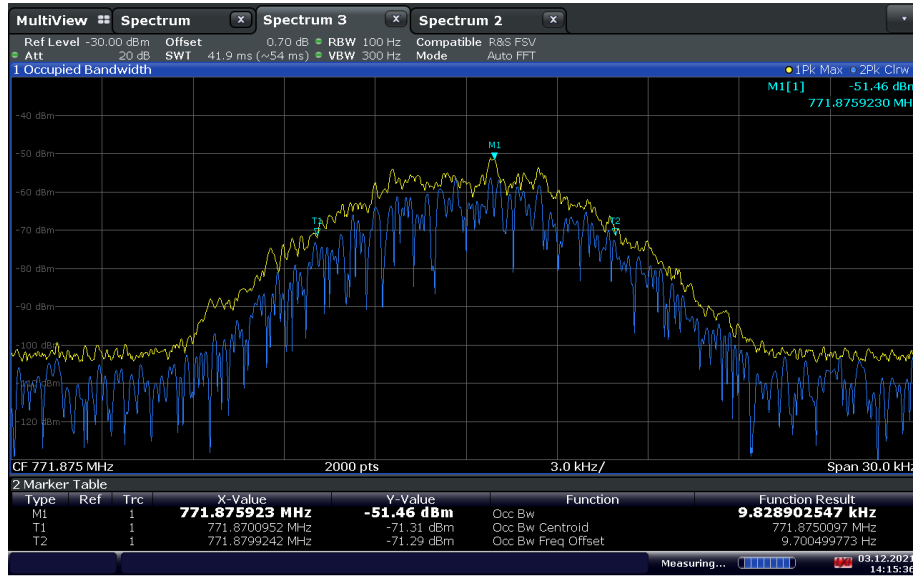 MultiView Spectrum x Spectrum 3 x Spectrum 2 x
Ref Level -30.00 dBm Offset 0.70 dB RBW 100 Hz Compatible R&S FSV
Att 20 dB SWT 41.9 ms (~54 ms) VBW 300 Hz Mode Auto FFT
1 Occupied Bandwidth 1Pk Max 2Pk Clrw
M1[1] -51.46 dBm
771.8759230 MH
-40 dBm
-50 dBm
M1
-60 dBm
T1 T2
-70 dBm
-80 dBm
-90 dBm
-100 dBm
-110 dBm
-120 dBm
CF 771.875 MHz 2000 pts 3.0 kHz/ Span 30.0 kHz
2 Marker Table
Type Ref Trc X-Value Y-Value Function Function Result
M1 1 771.875923 MHz -51.46 dBm Occ Bw 9.828902547 kHz
T1 1 771.8700952 MHz -71.31 dBm Occ Bw Centroid 771.8750097 MHz
T2 1 771.8799242 MHz -71.29 dBm Occ Bw Freq Offset 9.700499773 Hz
Measuring... 03.12.2021
14:15:36